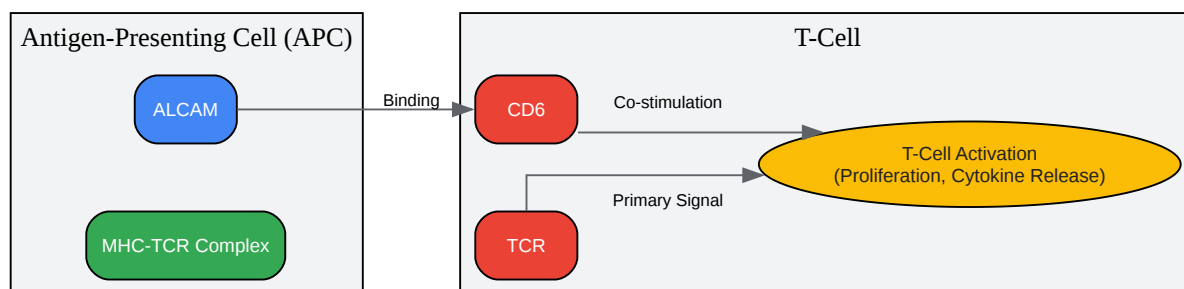 Antigen-Presenting Cell (APC)
T-Cell
ALCAM
Binding
CD6
Co-stimulation
T-Cell Activation
(Proliferation, Cytokine Release)
Primary Signal
MHC-TCR Complex
TCR